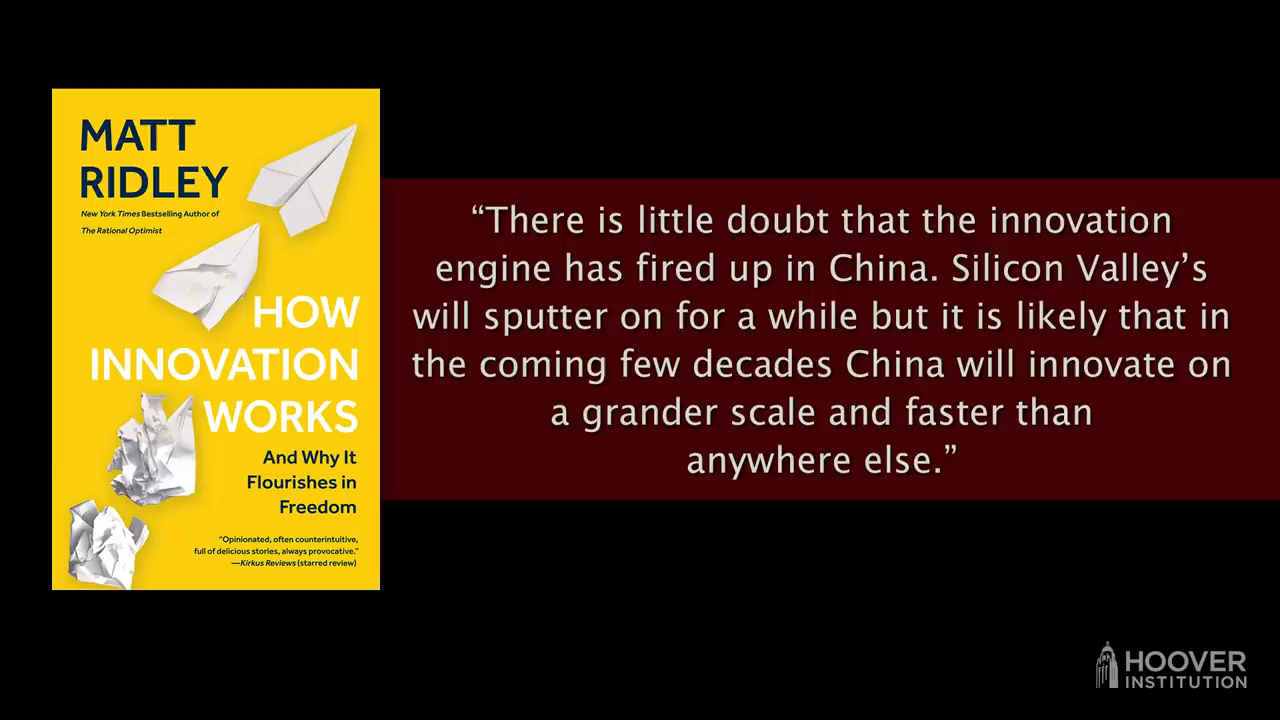 MATT
RIDLEY
New York Times Bestselling Author of
The Rational Optimist
HOW
INNOVATION
WORKS
And Why It
Flourishes in
Freedom
"Opinionated, often counterintuitive,
full of delicious stories, always provocative."
—Kirkus Reviews (starred review)
“There is little doubt that the innovation
engine has fired up in China. Silicon Valley’s
will sputter on for a while but it is likely that in
the coming few decades China will innovate on
a grander scale and faster than
anywhere else.”
HOOVER
INSTITUTION